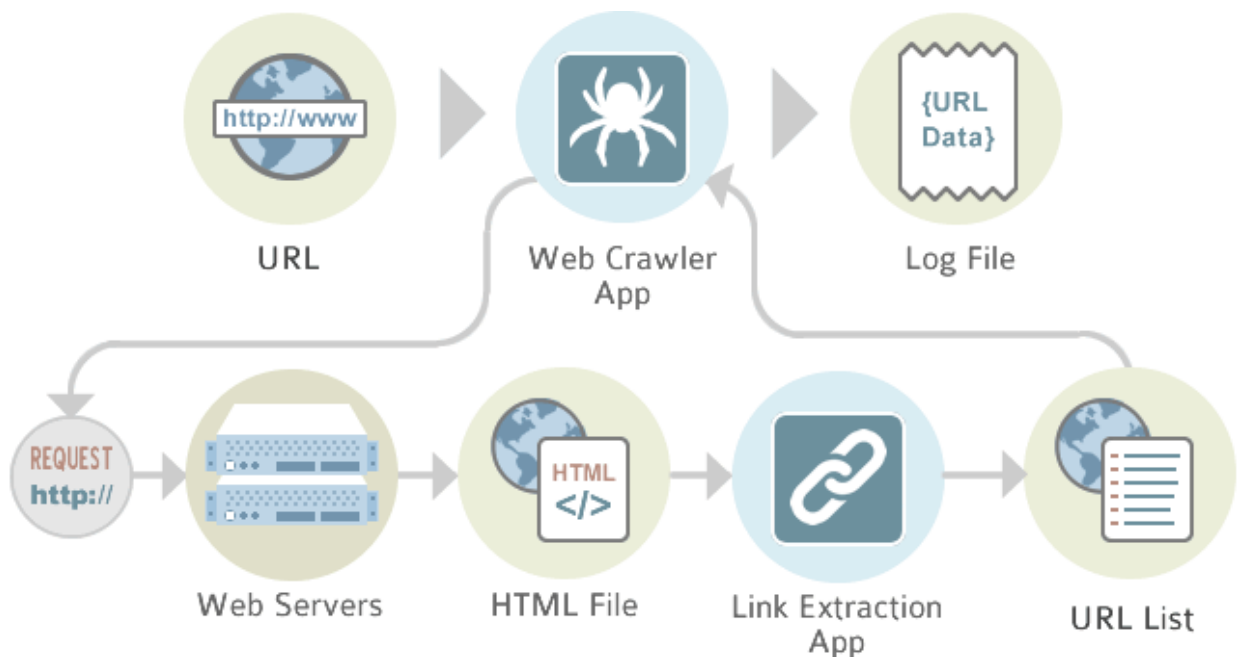 http://www
{URL
Data}
URL
Web Crawler
App
Log File
REQUEST
http://
HTML
</>
Web Servers
HTML File
Link Extraction
App
URL List